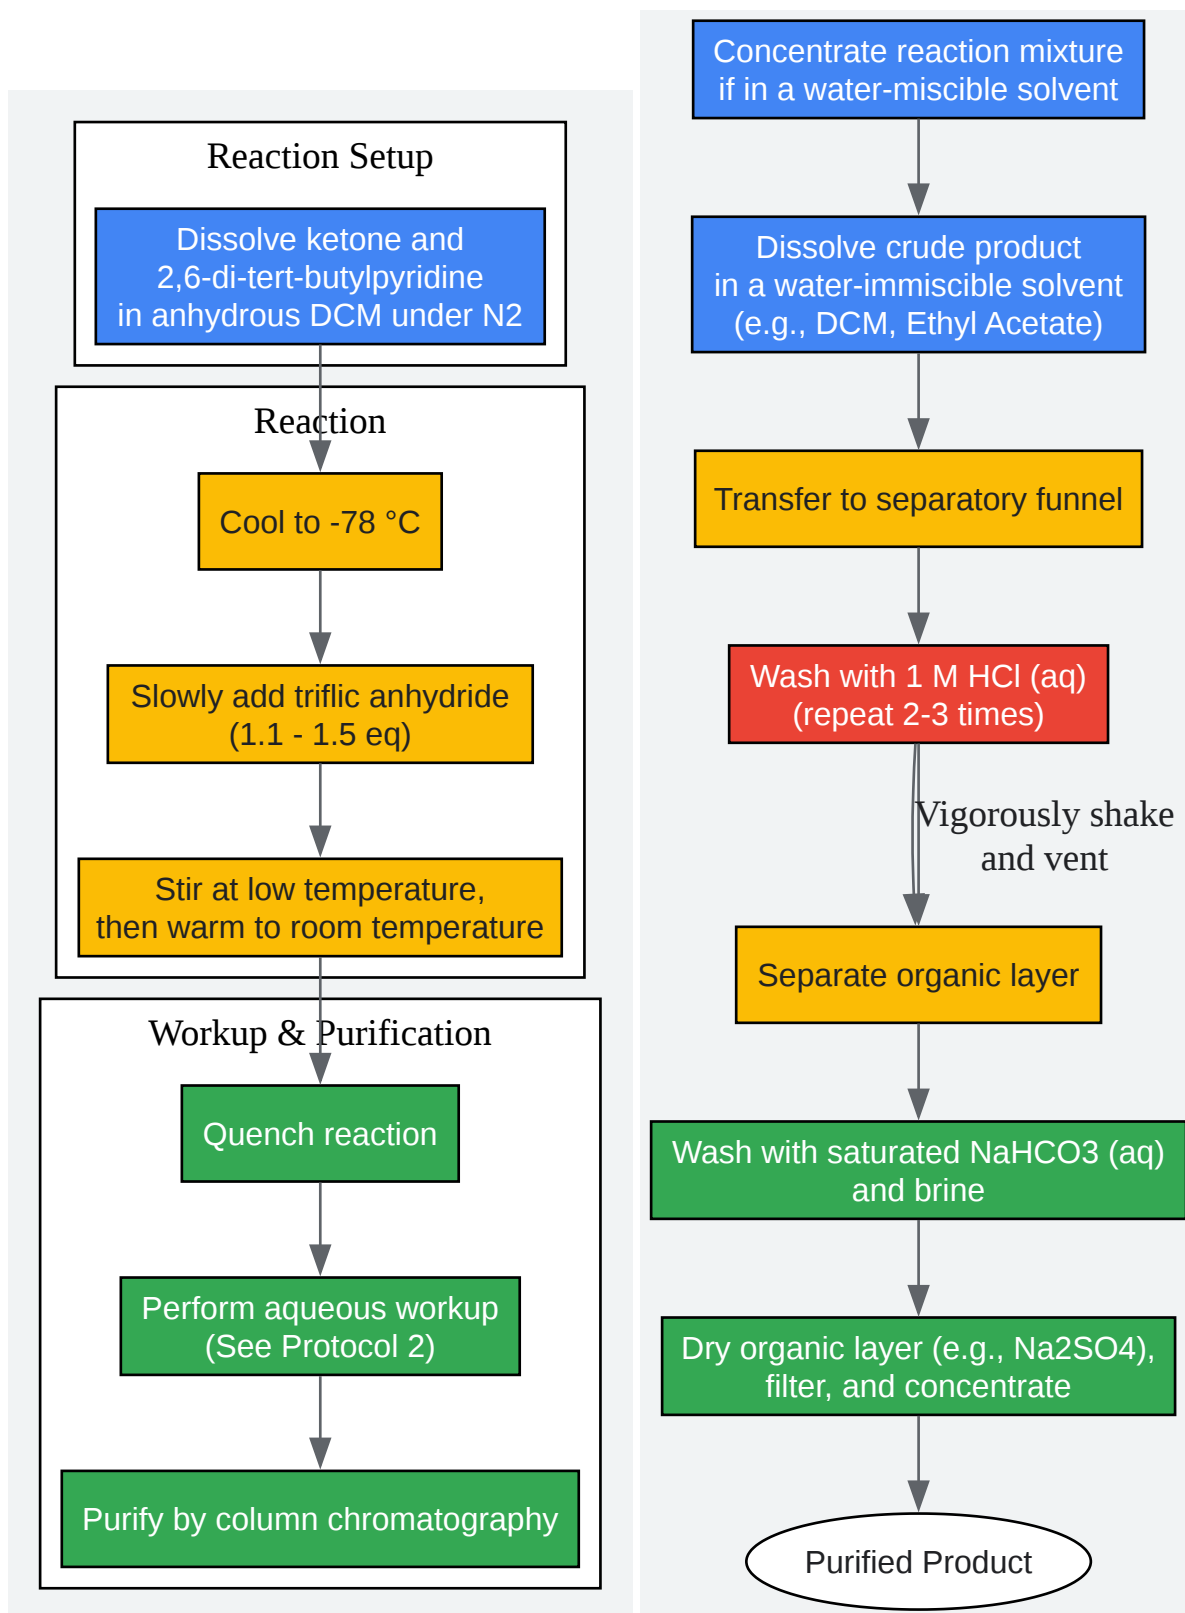 Reaction Setup
Dissolve ketone and
2,6-di-tert-butylpyridine
in anhydrous DCM under N2
Reaction
Cool to -78 °C
Slowly add triflic anhydride
(1.1 - 1.5 eq)
Stir at low temperature,
then warm to room temperature
Workup & Purification
Quench reaction
Perform aqueous workup
(See Protocol 2)
Purify by column chromatography
Concentrate reaction mixture
if in a water-miscible solvent
Dissolve crude product
in a water-immiscible solvent
(e.g., DCM, Ethyl Acetate)
Transfer to separatory funnel
Wash with 1 M HCl (aq)
(repeat 2-3 times)
Vigorously shake
and vent
Separate organic layer
Wash with saturated NaHCO3 (aq)
and brine
Dry organic layer (e.g., Na2SO4),
filter, and concentrate
Purified Product